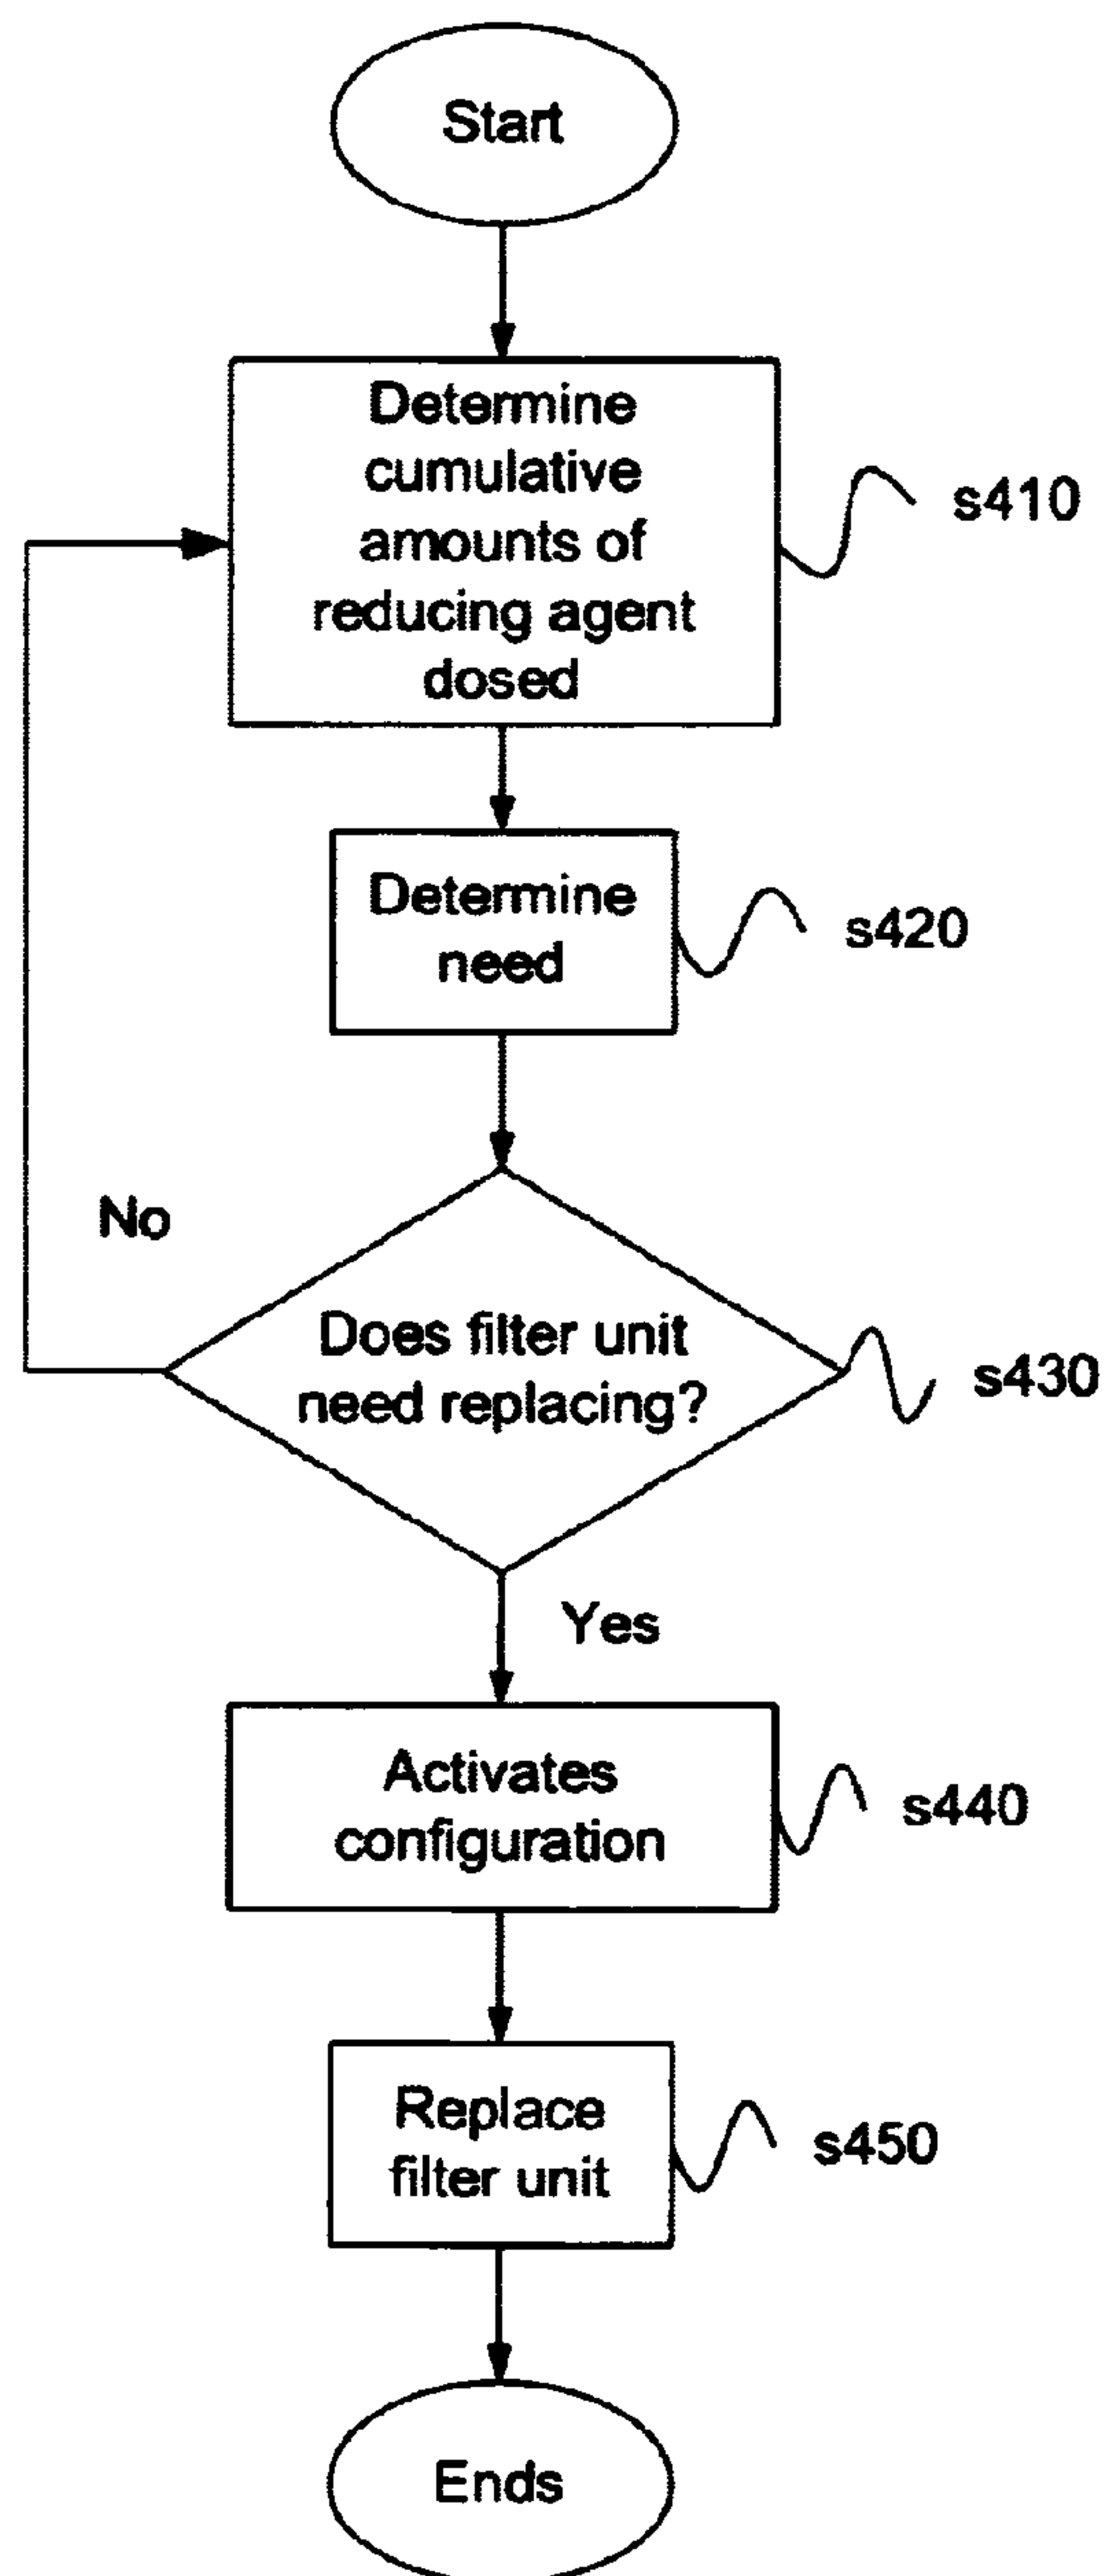 Start
Determine
cumulative
amounts of
reducing agent
dosed
s410
Determine
need
s420
No
Does filter unit
need replacing?
s430
Yes
Activates
configuration
s440
Replace
filter unit
s450
Ends